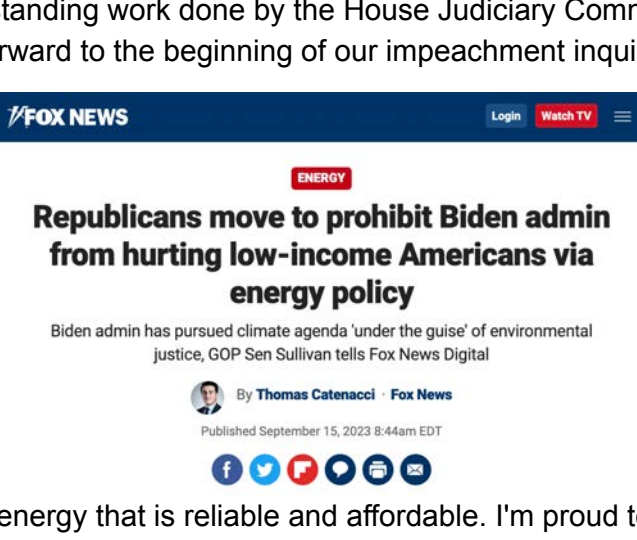 standing work done by the House Judiciary Comm
rward to the beginning of our impeachment inqui
FOX NEWS
Login Watch TV
ENERGY
Republicans move to prohibit Biden admin
from hurting low-income Americans via
energy policy
Biden admin has pursued climate agenda 'under the guise' of environmental
justice, GOP Sen Sullivan tells Fox News Digital
By Thomas Catenacci · Fox News
Published September 15, 2023 8:44am EDT
energy that is reliable and affordable. I'm proud to